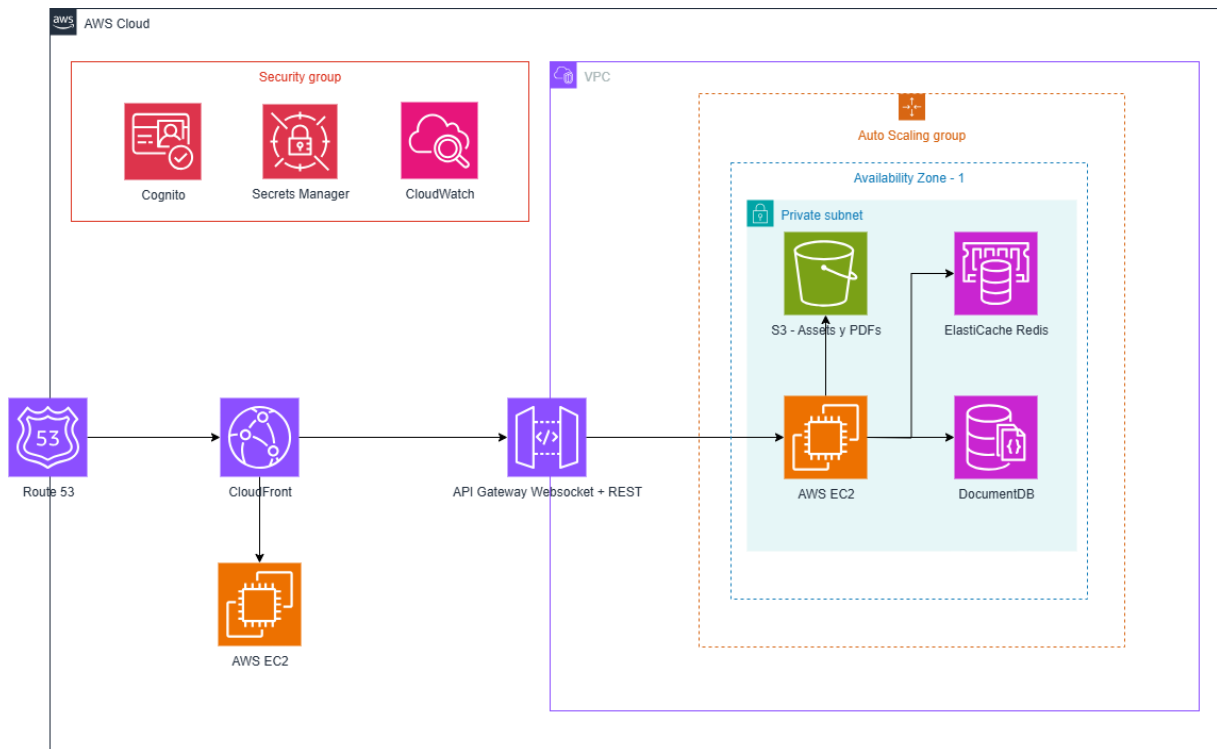 aws
AWS Cloud
Security group
Cognito
Secrets Manager
CloudWatch
VPC
Auto Scaling group
Availability Zone - 1
Private subnet
S3 - Assets y PDFs
ElastiCache Redis
53
Route 53
CloudFront
</>
API Gateway Websocket + REST
AWS EC2
{}
DocumentDB
AWS EC2